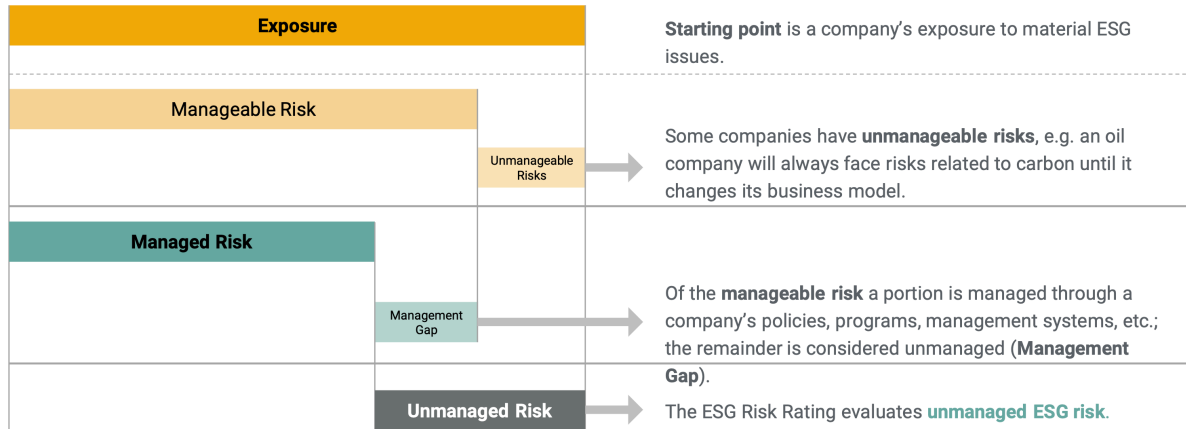 Exposure
Starting point is a company's exposure to material ESG
issues.
Manageable Risk
Unmanageable
Risks
Some companies have unmanageable risks, e.g. an oil
company will always face risks related to carbon until it
changes its business model.
Managed Risk
Management
Gap
Of the manageable risk a portion is managed through a
company's policies, programs, management systems, etc.;
the remainder is considered unmanaged (Management
Gap).
Unmanaged Risk
The ESG Risk Rating evaluates unmanaged ESG risk.